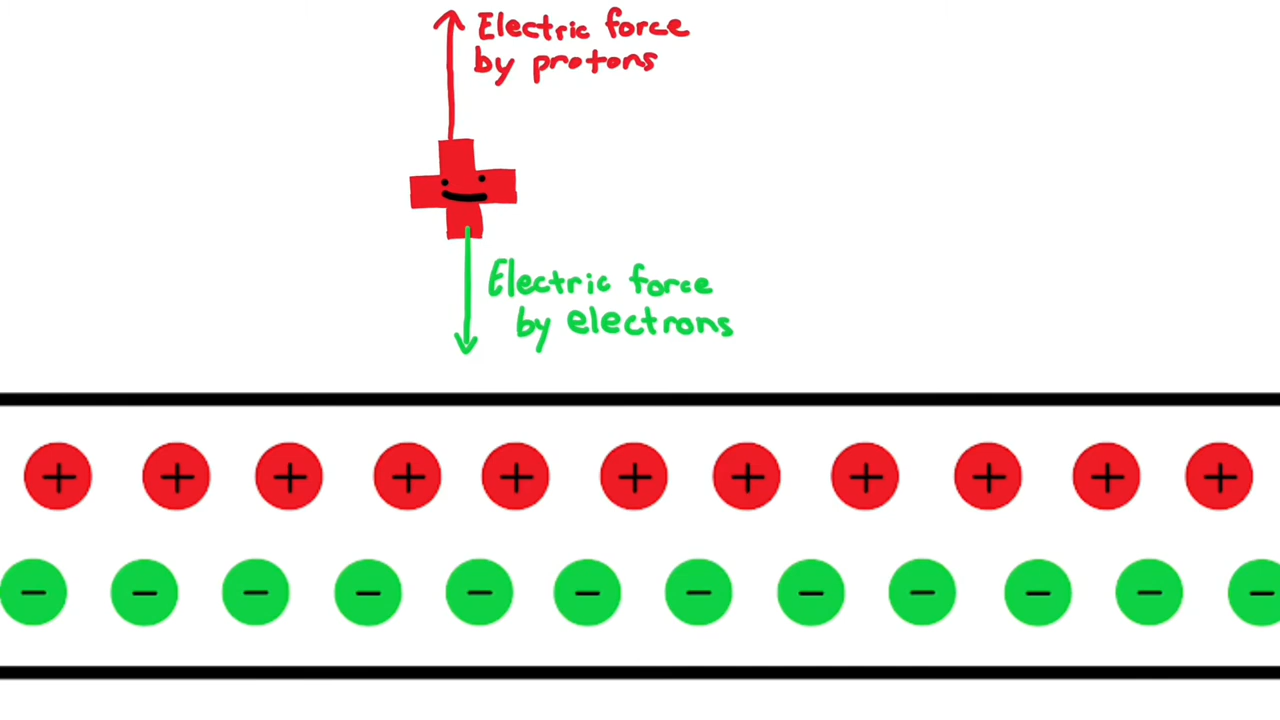 Electric force
by protons
Electric force
by electrons
+ + + + + + + + + + +
- - - - - - - - - - - -